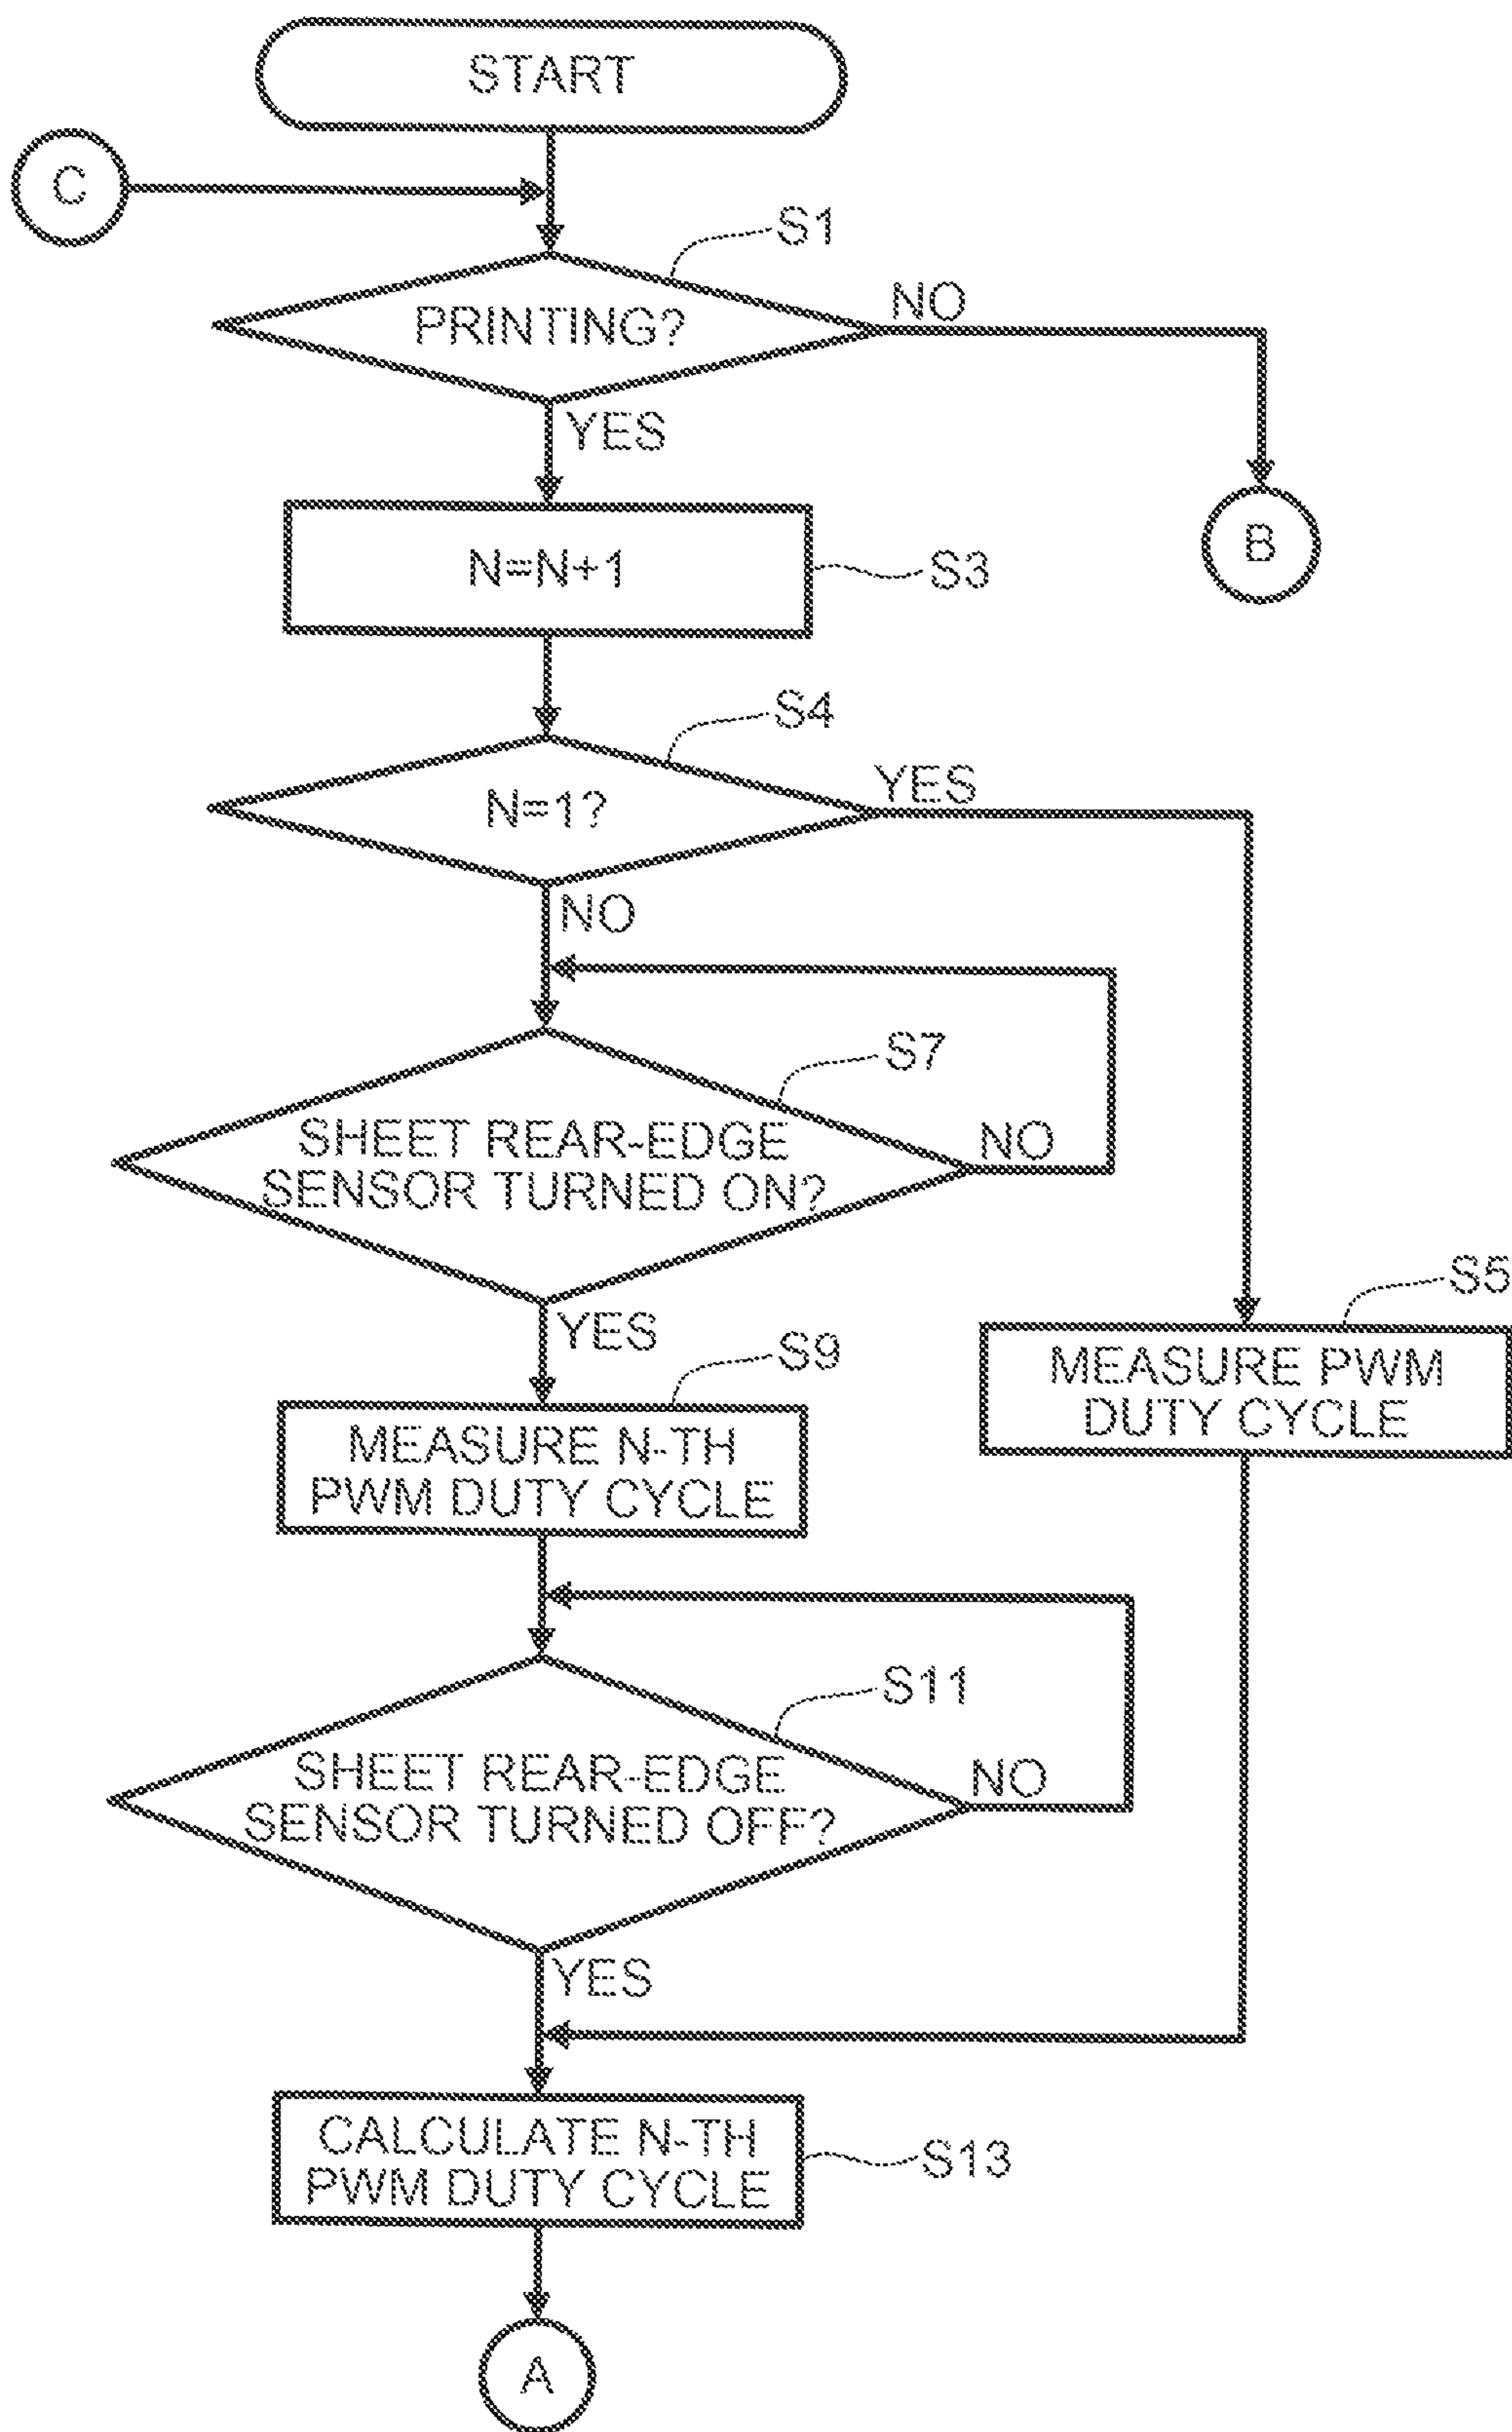 START
C
S1
PRINTING?
NO
YES
B
N=N+1
S3
S4
N=1?
YES
NO
S7
SHEET REAR-EDGE
SENSOR TURNED ON?
NO
YES
S5
MEASURE PWM
DUTY CYCLE
S9
MEASURE N-TH
PWM DUTY CYCLE
S11
SHEET REAR-EDGE
SENSOR TURNED OFF?
NO
YES
CALCULATE N-TH
PWM DUTY CYCLE
S13
A